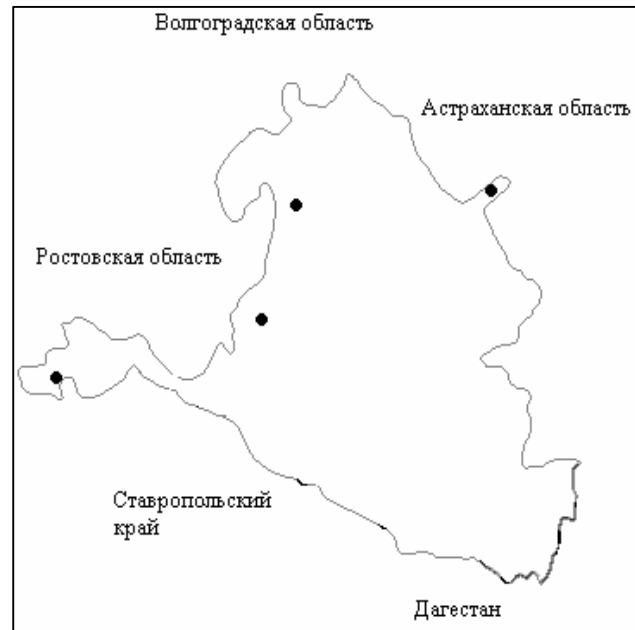 Волгоградская область
Астраханская область
Ростовская область
Ставропольский
край
Дагестан